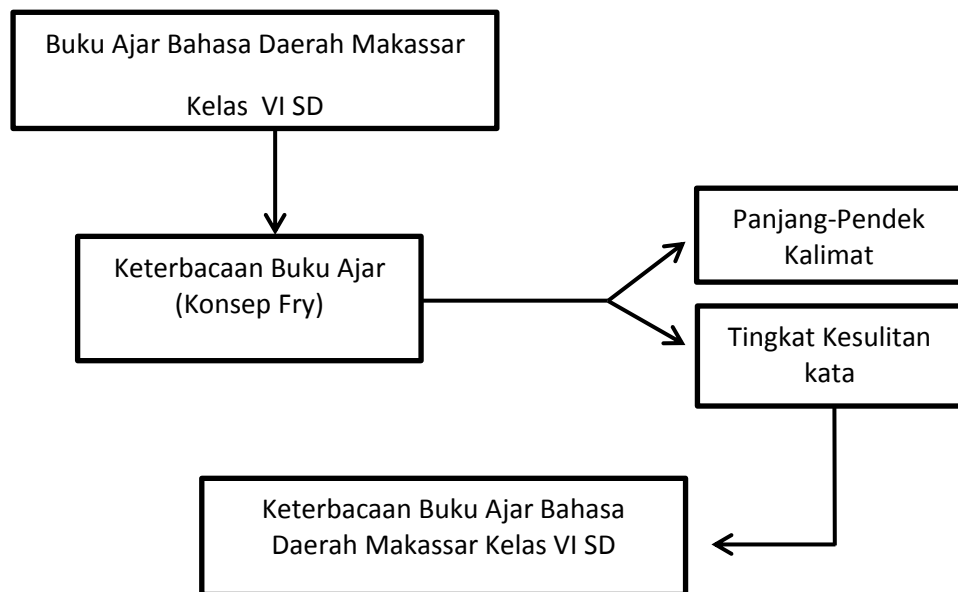 Buku Ajar Bahasa Daerah Makassar
Kelas VI SD
Keterbacaan Buku Ajar
(Konsep Fry)
Panjang-Pendek
Kalimat
Tingkat Kesulitan
kata
Keterbacaan Buku Ajar Bahasa
Daerah Makassar Kelas VI SD